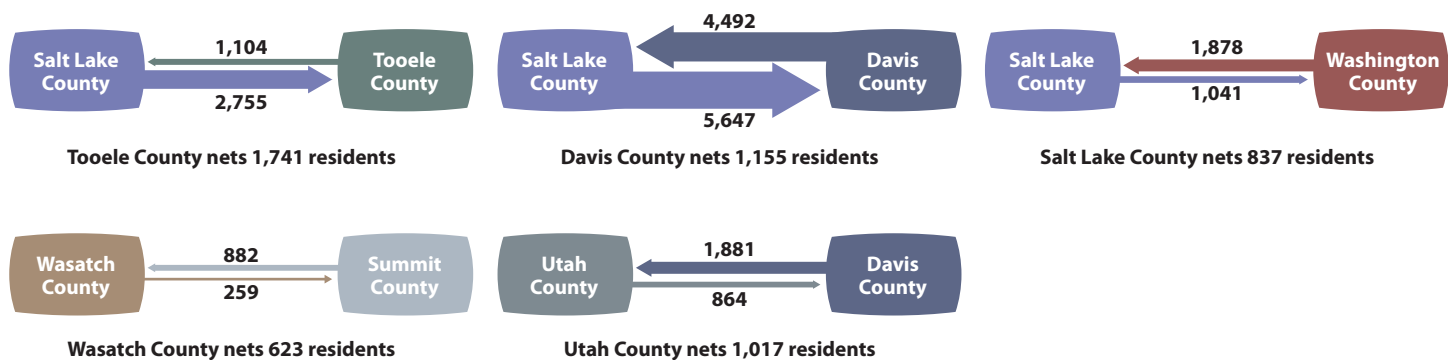 1,104
Salt Lake County
Tooele County
2,755
Tooele County nets 1,741 residents
4,492
Salt Lake County
Davis County
5,647
Davis County nets 1,155 residents
1,878
Salt Lake County
Washington County
1,041
Salt Lake County nets 837 residents
882
Wasatch County
Summit County
259
Wasatch County nets 623 residents
1,881
Utah County
Davis County
864
Utah County nets 1,017 residents